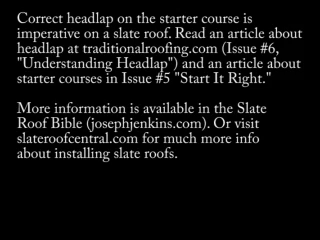 Correct headlap on the starter course is
imperative on a slate roof. Read an article about
headlap at traditionalroofing.com (Issue #6,
"Understanding Headlap") and an article about
starter courses in Issue #5 "Start It Right."
More information is available in the Slate
Roof Bible (josephjenkins.com). Or visit
slateroofcentral.com for much more info
about installing slate roofs.